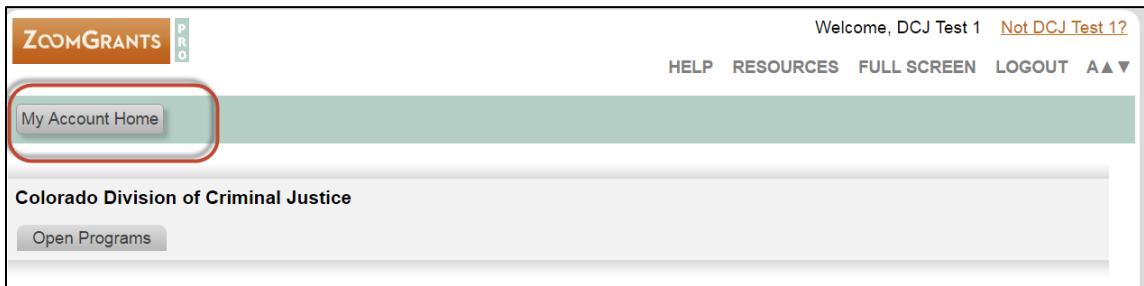 ZOOMGRANTS PRO
Welcome, DCJ Test 1 Not DCJ Test 1?
HELP RESOURCES FULL SCREEN LOGOUT A▲▼
My Account Home
Colorado Division of Criminal Justice
Open Programs